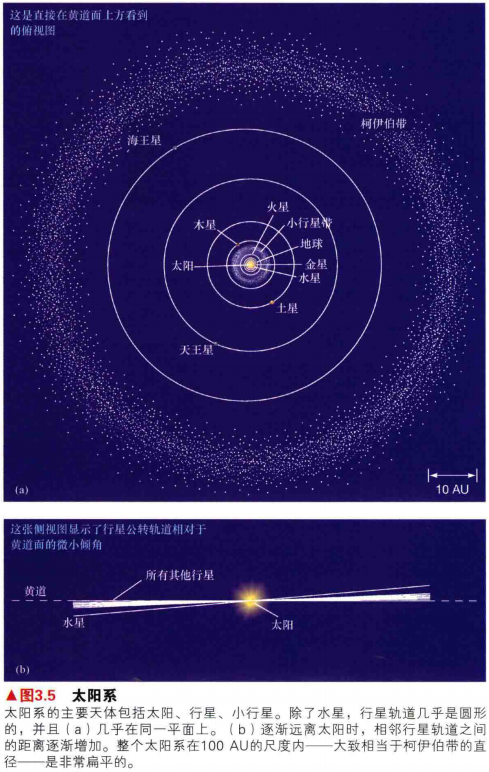 这是直接在黄道面上方看到
的俯视图
柯伊伯带
海王星
火星
小行星带
木星
地球
太阳
金星
水星
土星
天王星
10 AU
(a)
这张侧视图显示了行星公转轨道相对于
黄道面的微小倾角
所有其他行星
黄道
水星
太阳
(b)
▲图3.5 太阳系
太阳系的主要天体包括太阳、行星、小行星。除了水星，行星轨道几乎是圆形
的，并且（a）几乎在同一平面上。（b）逐渐远离太阳时，相邻行星轨道之间
的距离逐渐增加。整个太阳系在100 AU的尺度内——大致相当于柯伊伯带的直
径——是非常扁平的。